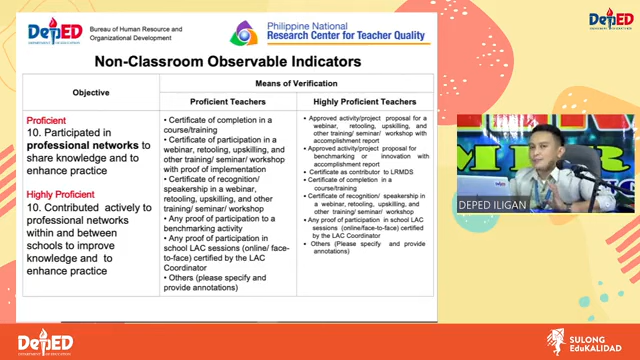 DepED
DEPARTMENT OF EDUCATION
Bureau of Human Resource and
Organizational Development
Philippine National
Research Center for Teacher Quality
DepED
Non-Classroom Observable Indicators
Objective
Means of Verification
Proficient Teachers
Highly Proficient Teachers
Proficient
10. Participated in
professional networks to
share knowledge and to
enhance practice
Highly Proficient
10. Contributed actively to
professional networks
within and between
schools to improve
knowledge and to
enhance practice
• Certificate of completion in a
course/training
• Certificate of participation in a
webinar, retooling, upskilling, and
other training/ seminar/ workshop
with proof of implementation
• Certificate of recognition/
speakership in a webinar,
retooling, upskilling, and other
training/ seminar/ workshop
• Any proof of participation to a
benchmarking activity
• Any proof of participation in
school LAC sessions (online/ face-
to-face) certified by the LAC
Coordinator
• Others (please specify and
provide annotations)
• Approved activity/project proposal for a
webinar, retooling, upskilling, and
other training/ seminar/ workshop with
accomplishment report
• Approved activity/project proposal for
benchmarking or innovation with
accomplishment report
• Certificate as contributor to LRMDS
• Certificate of completion in a
course/training
• Certificate of recognition/ speakership in
a webinar, retooling, upskilling, and
other training/ seminar/ workshop
• Any proof of participation in school LAC
sessions (online/face-to-face) certified
by the LAC Coordinator
• Others (Please specify and provide
annotations)
DEPED ILIGAN
DepED
DEPARTMENT OF EDUCATION
SULONG
EduKALIDAD